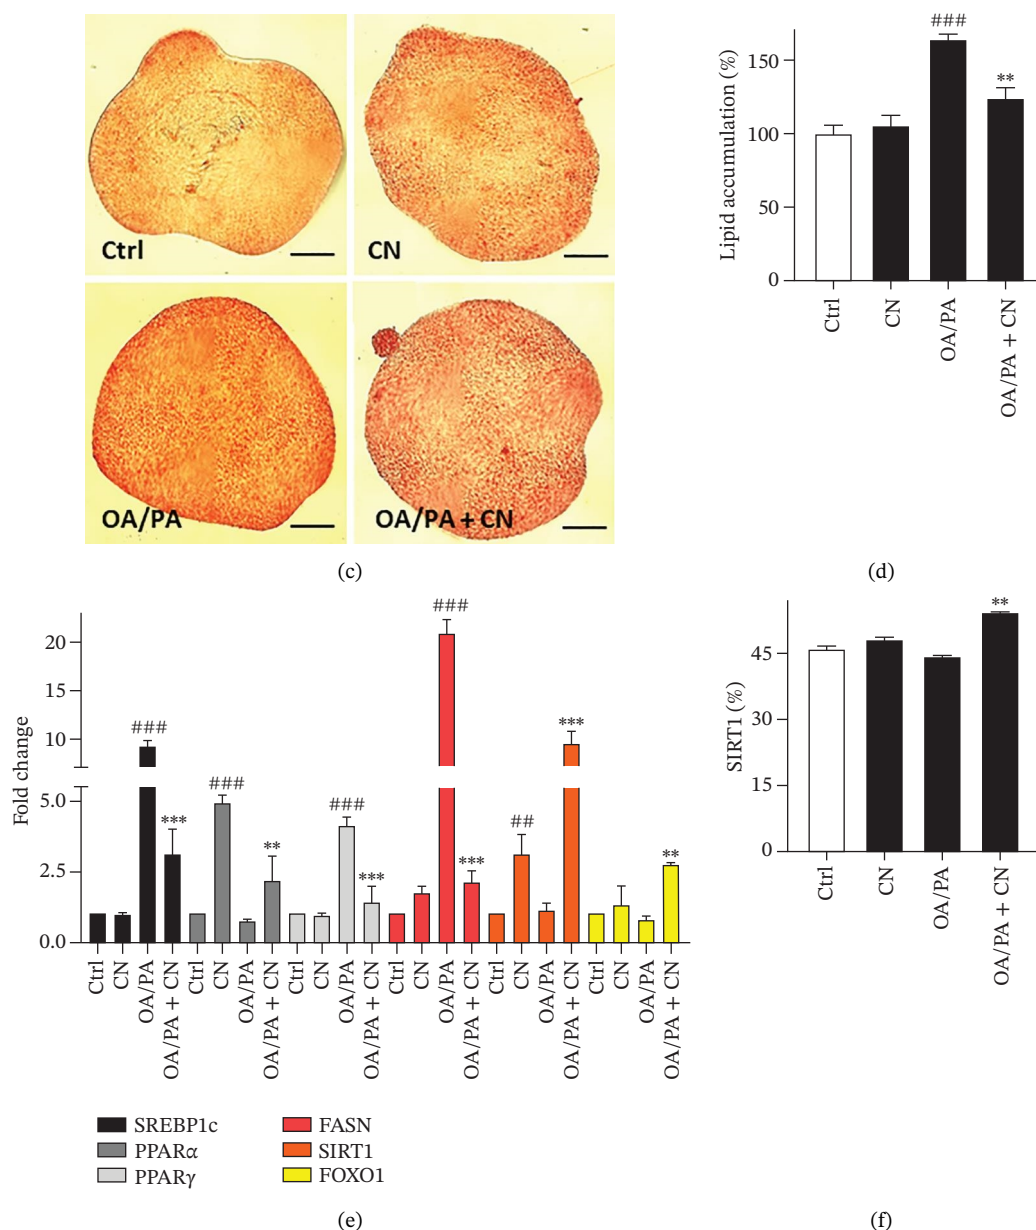 Ctrl
CN
OA/PA
OA/PA + CN
(c)
Lipid accumulation (%)
150
100
50
0
###
**
Ctrl
CN
OA/PA
OA/PA + CN
(d)
Fold change
20
15
10
5.0
2.5
0.0
###
***
###
**
###
***
###
***
##
***
**
Ctrl
CN
OA/PA
OA/PA + CN
Ctrl
CN
OA/PA
OA/PA + CN
Ctrl
CN
OA/PA
OA/PA + CN
Ctrl
CN
OA/PA
OA/PA + CN
Ctrl
CN
OA/PA
OA/PA + CN
Ctrl
CN
OA/PA
OA/PA + CN
SREBP1c
PPARα
PPARγ
FASN
SIRT1
FOXO1
(e)
SIRT1 (%)
45
30
15
0
**
Ctrl
CN
OA/PA
OA/PA + CN
(f)